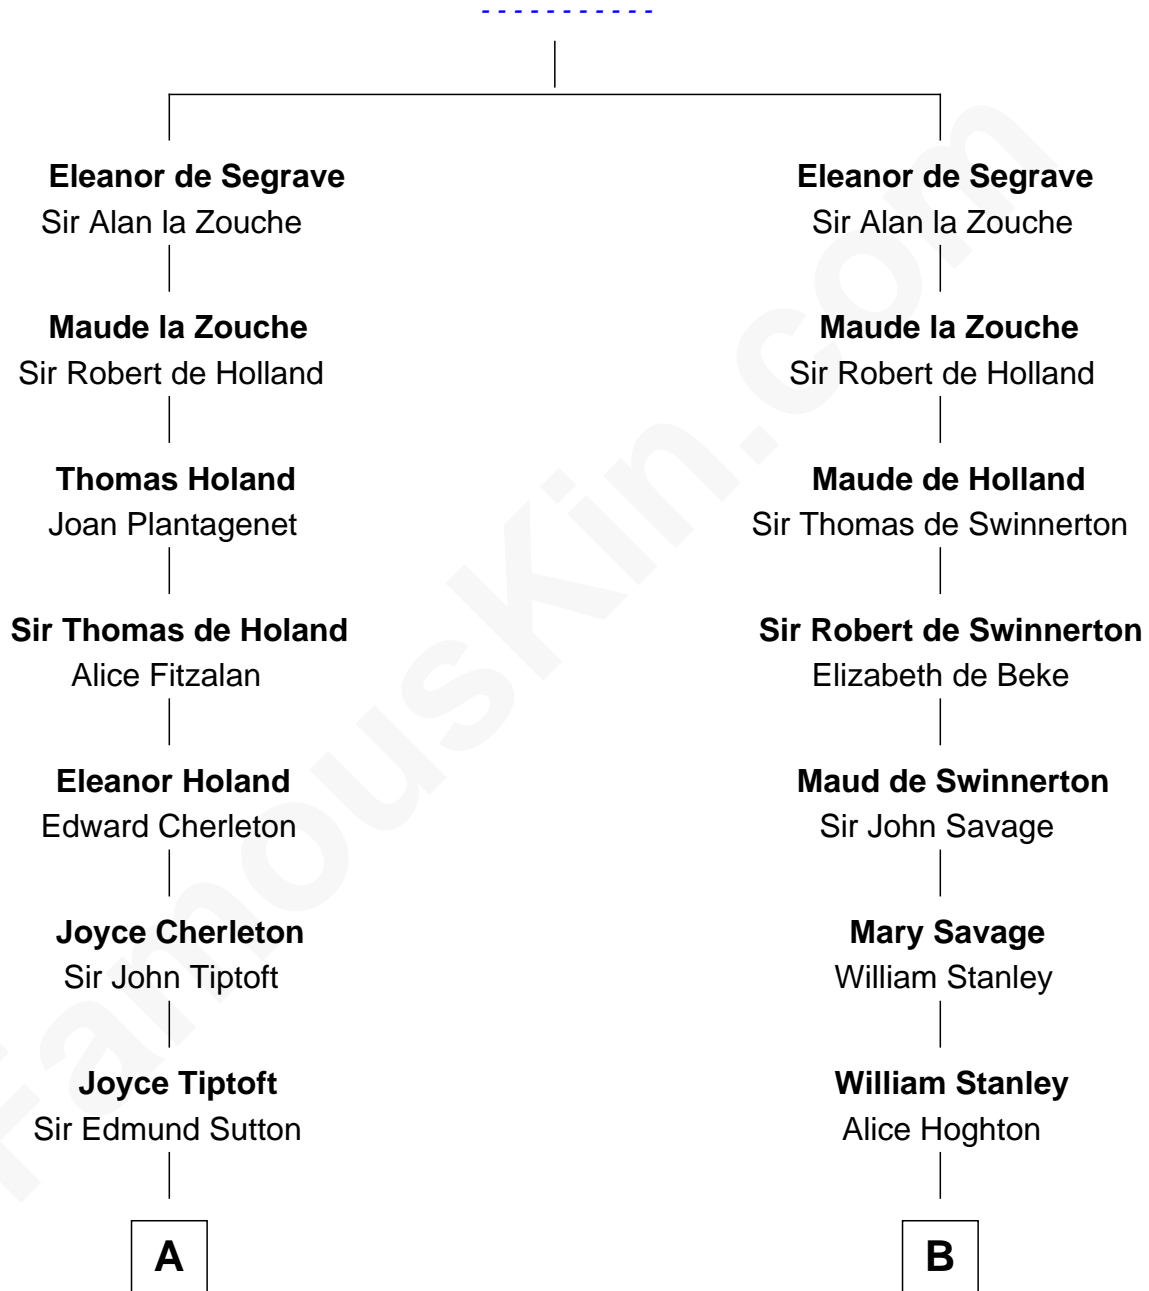 - - - - - - - - - - -
Eleanor de Segrave
Sir Alan la Zouche
Maude la Zouche
Sir Robert de Holland
Thomas Holand
Joan Plantagenet
Sir Thomas de Holand
Alice Fitzalan
Eleanor Holand
Edward Cherleton
Joyce Cherleton
Sir John Tiptoft
Joyce Tiptoft
Sir Edmund Sutton
A
Eleanor de Segrave
Sir Alan la Zouche
Maude la Zouche
Sir Robert de Holland
Maude de Holland
Sir Thomas de Swinnerton
Sir Robert de Swinnerton
Elizabeth de Beke
Maud de Swinnerton
Sir John Savage
Mary Savage
William Stanley
William Stanley
Alice Hoghton
B
FamousKin.com